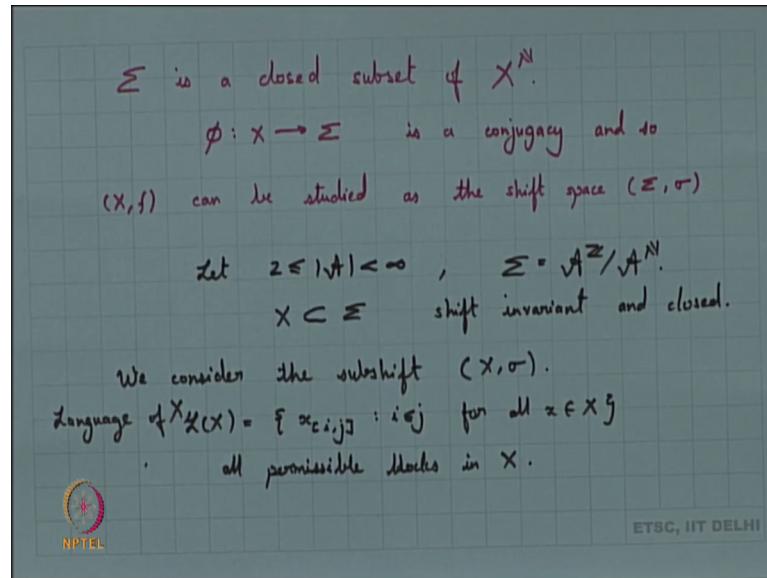 Σ is a closed subset of X^ℕ.
φ : X → Σ is a conjugacy and so
(X, f) can be studied as the shift space (Σ, σ)
Let 2 ≤ |A| < ∞ , Σ = A^ℤ/A^ℕ.
X ⊂ Σ shift invariant and closed.
We consider the subshift (X, σ).
Language of X ℒ(X) = { x_[i,j] : i ≤ j for all x ∈ X }
all permissible blocks in X.
NPTEL
ETSC, IIT DELHI